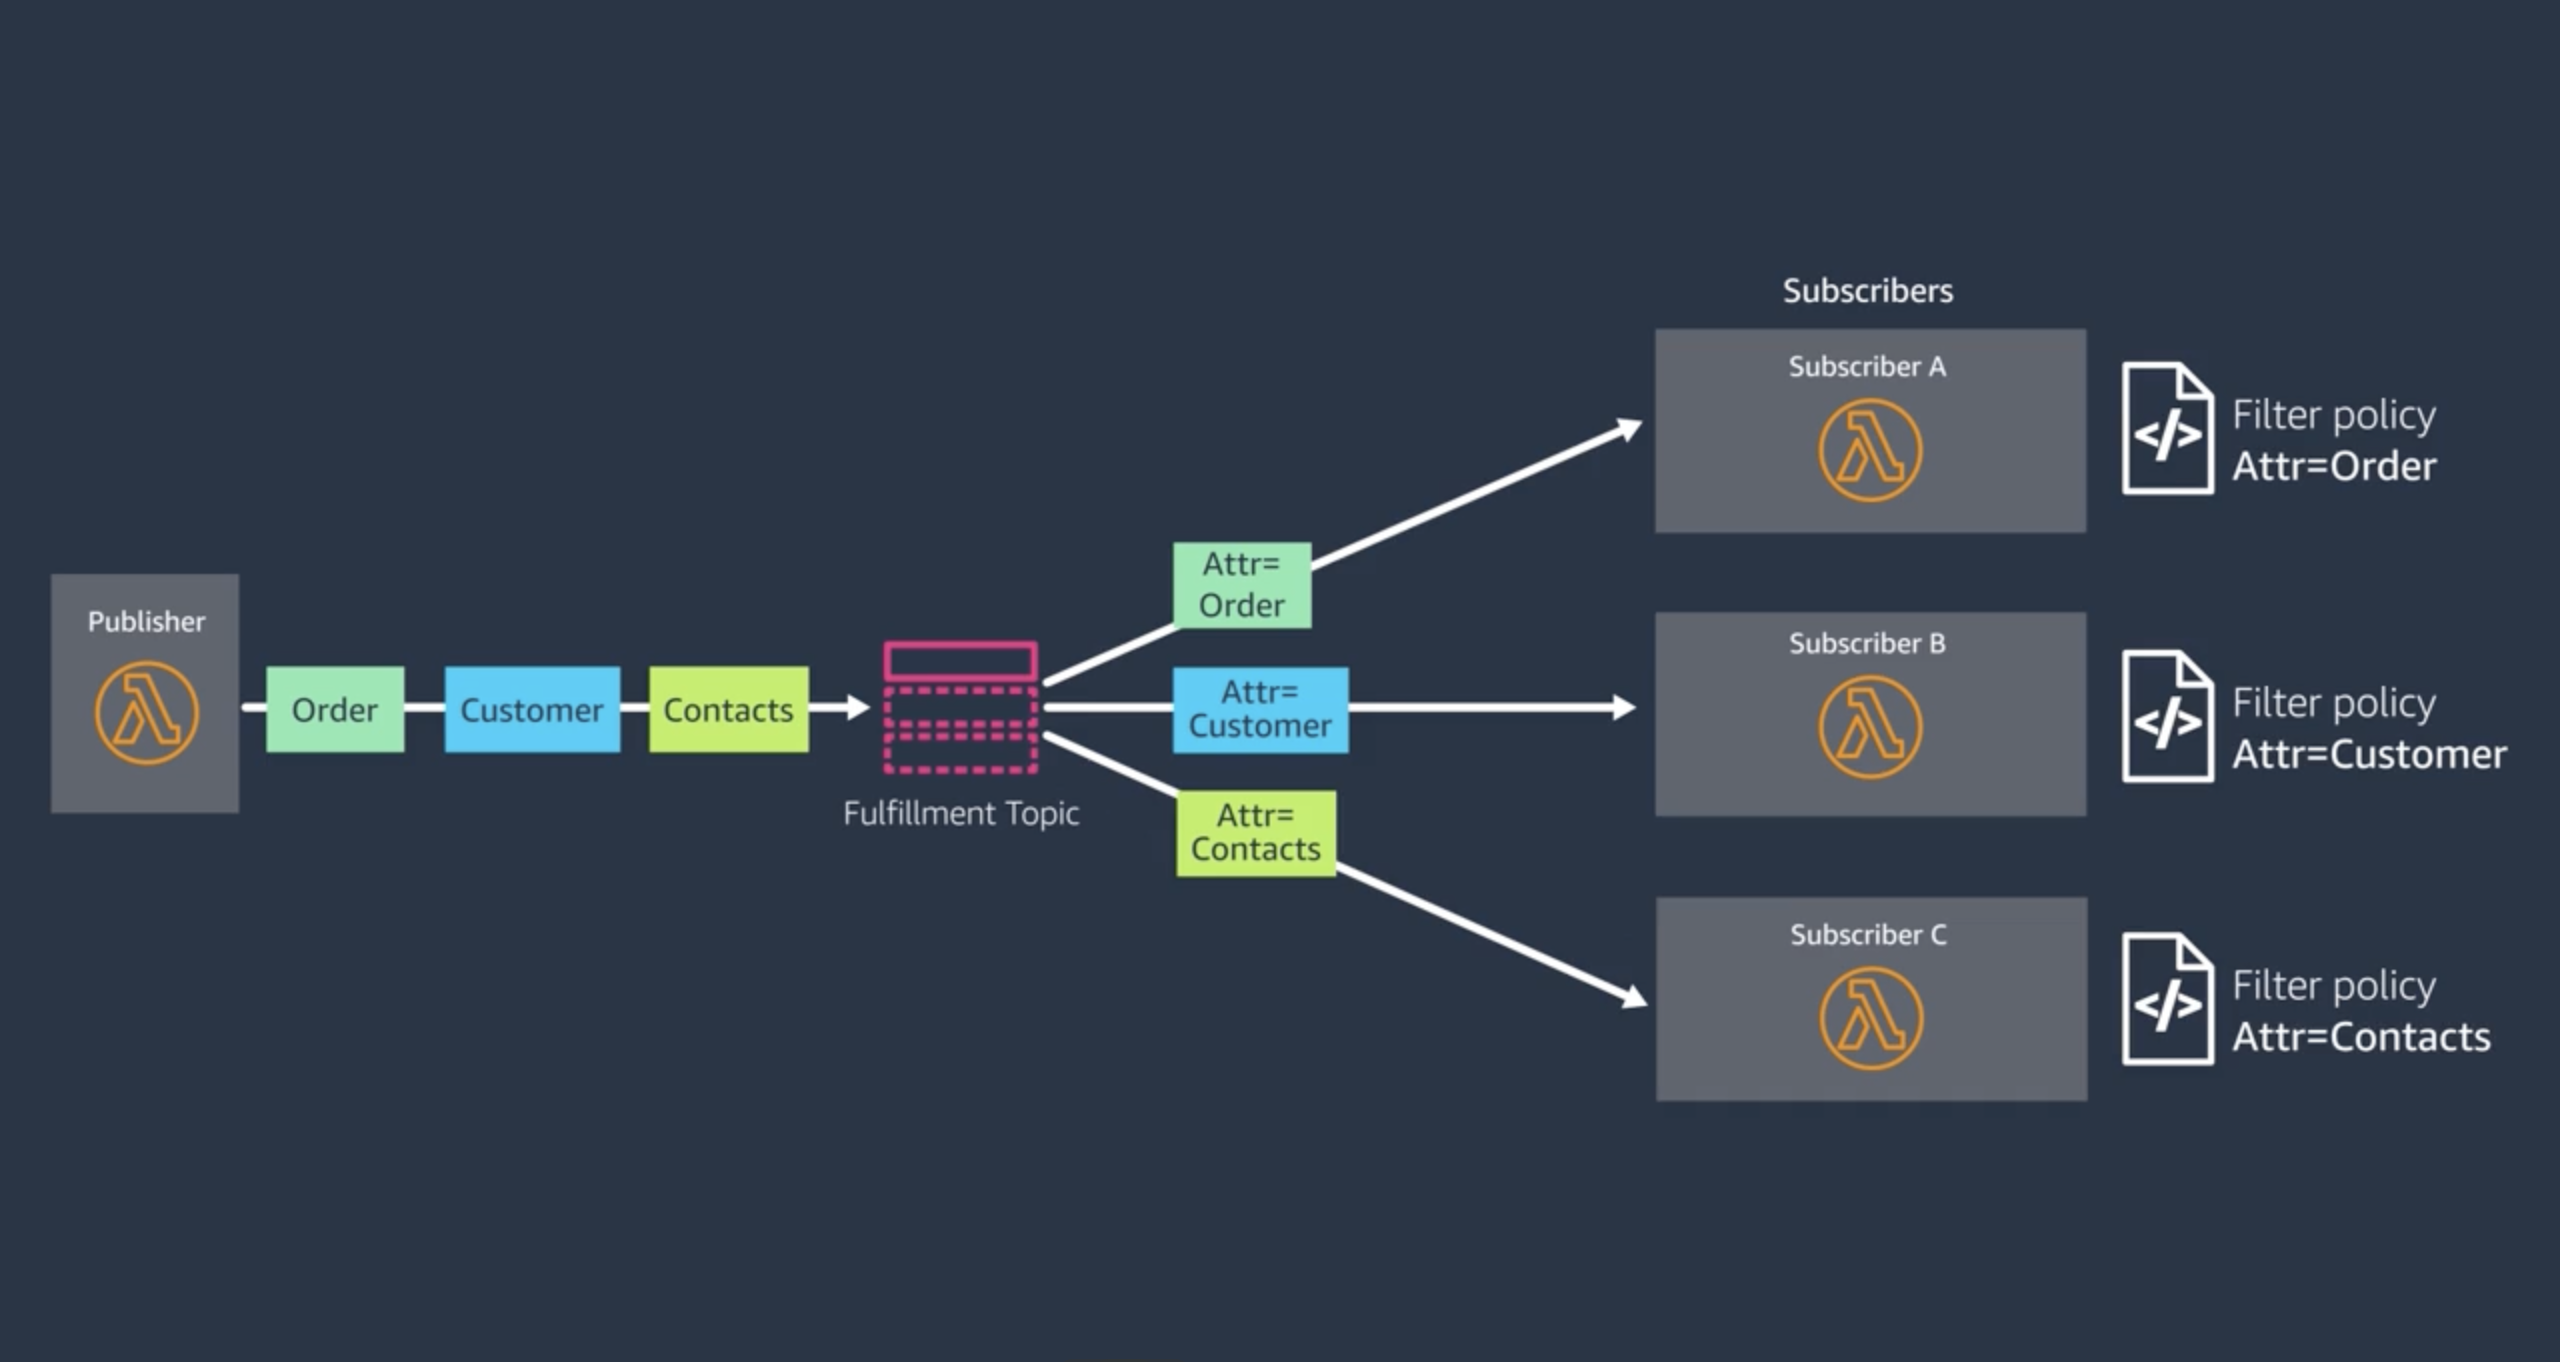 Publisher
Order
Customer
Contacts
Fulfillment Topic
Attr=
Order
Attr=
Customer
Attr=
Contacts
Subscribers
Subscriber A
Filter policy
Attr=Order
Subscriber B
Filter policy
Attr=Customer
Subscriber C
Filter policy
Attr=Contacts